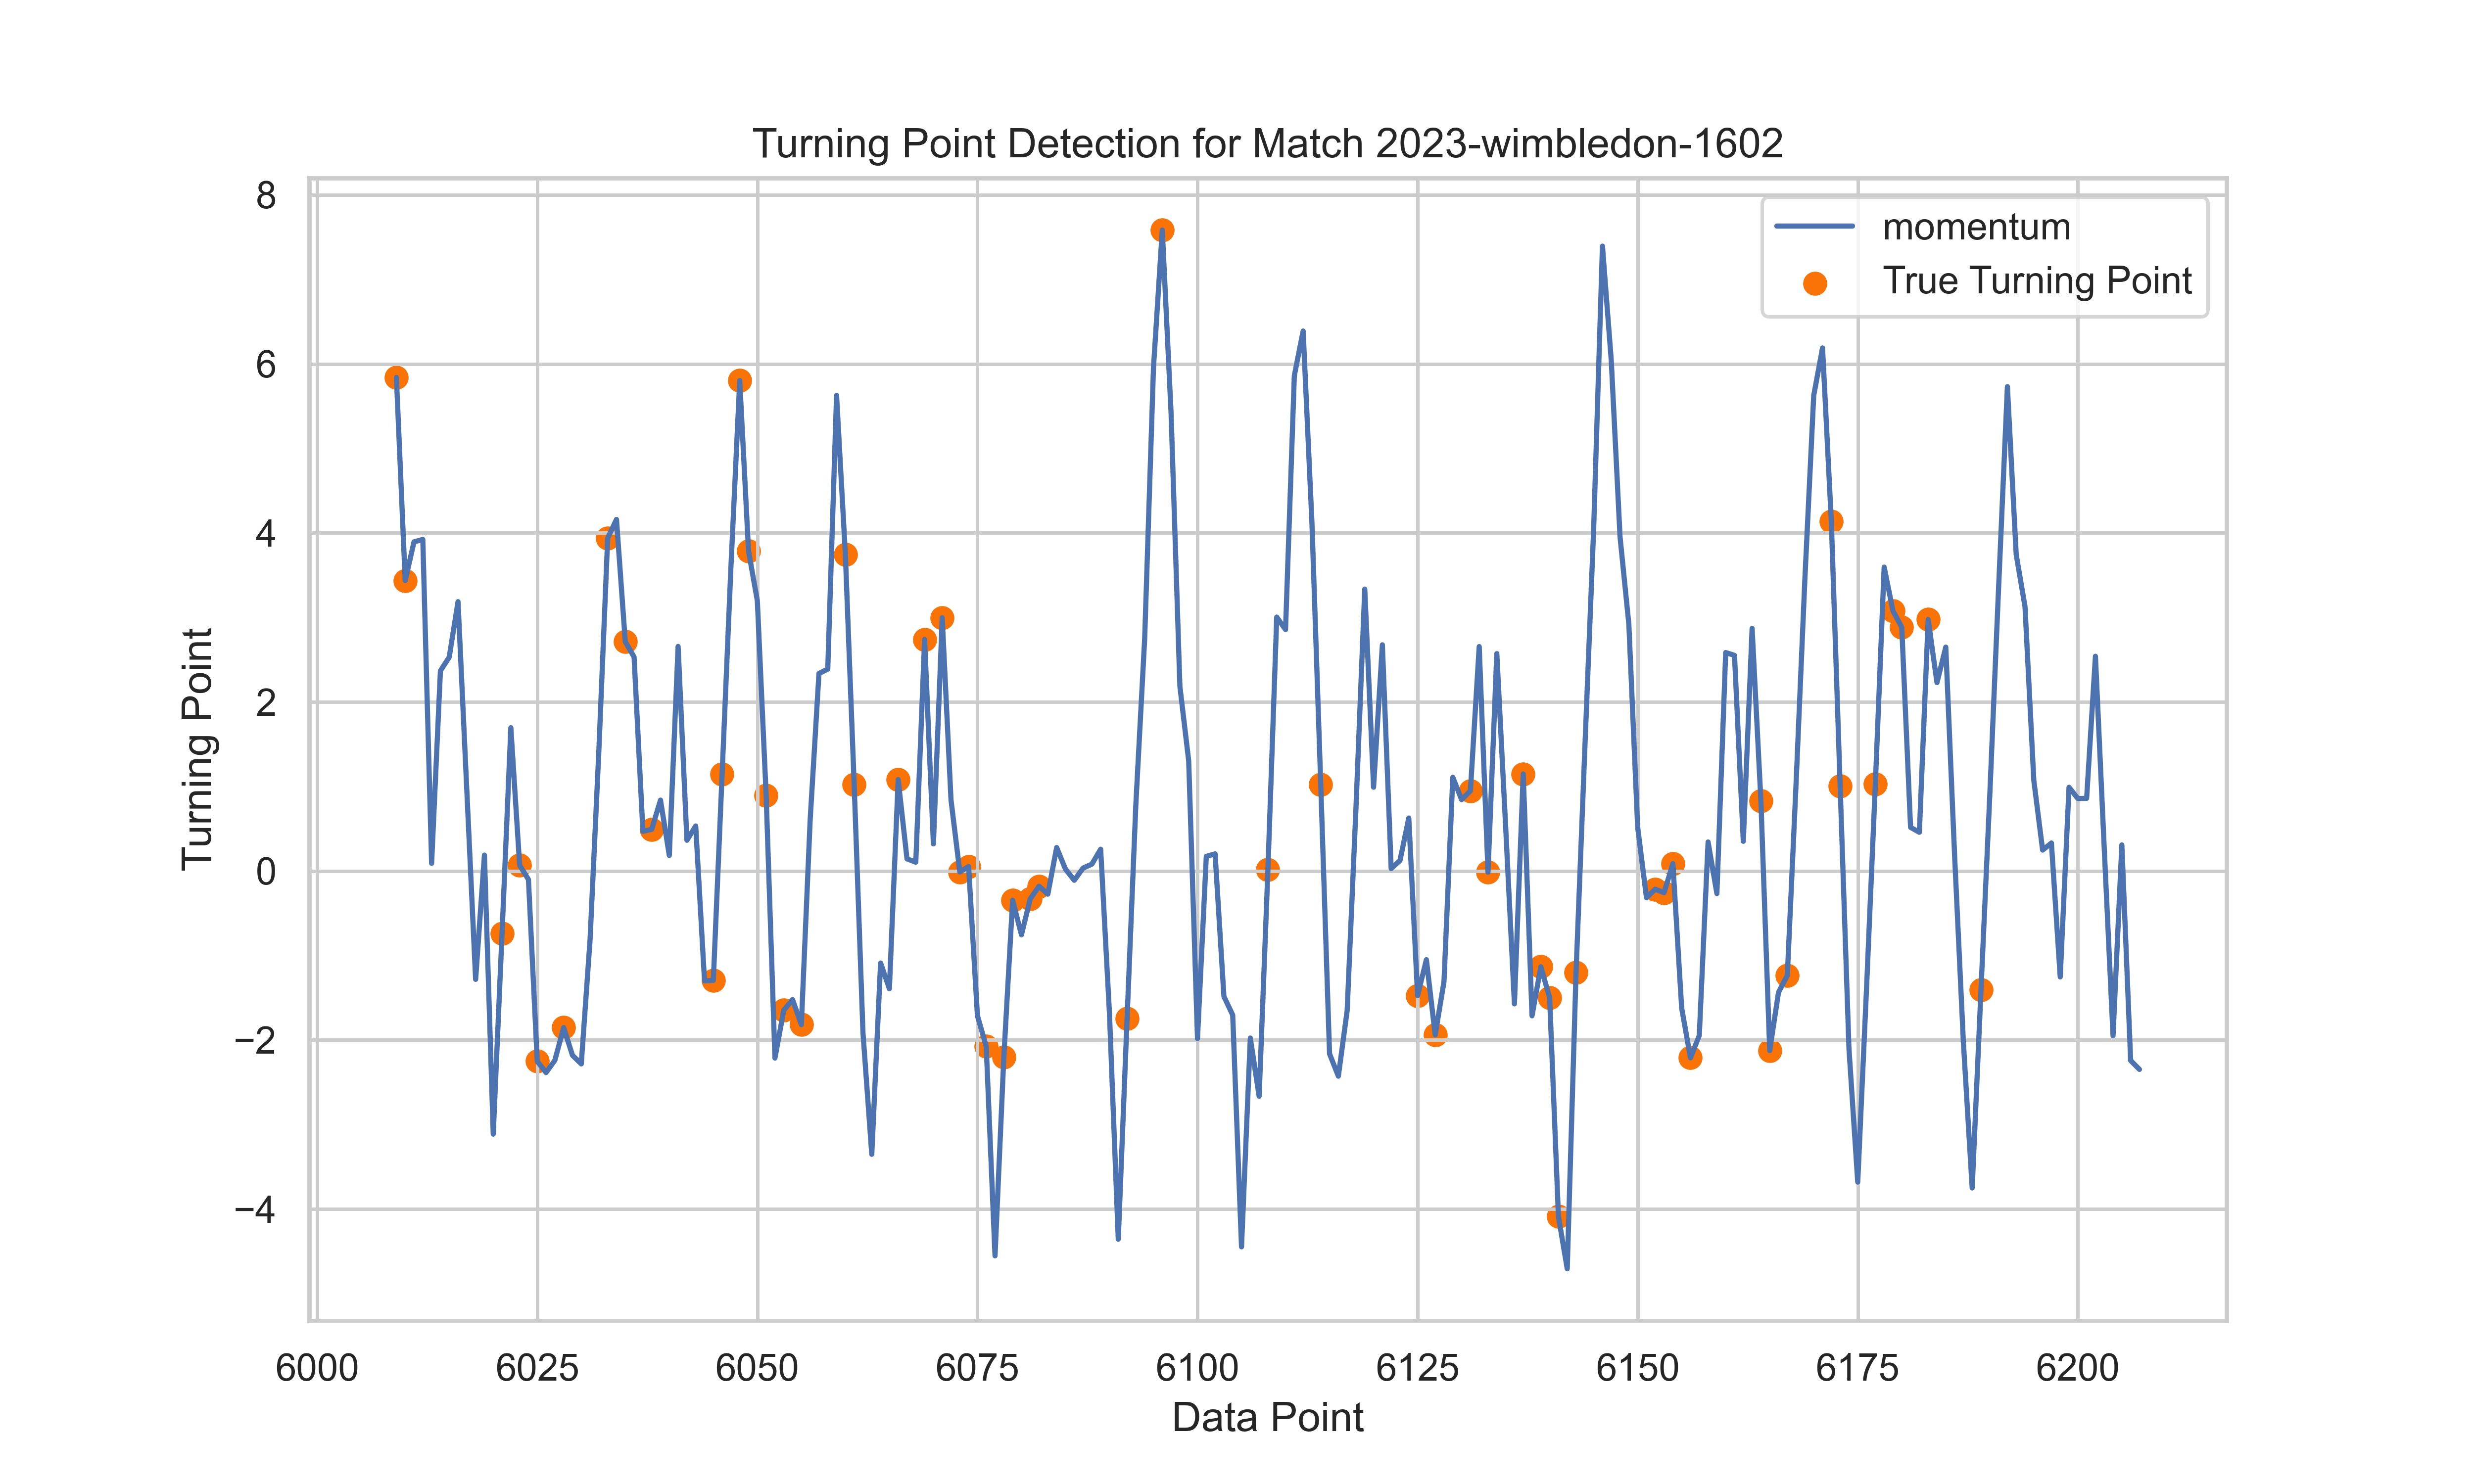 Turning Point Detection for Match 2023-wimbledon-1602
momentum
True Turning Point
8
6
4
2
0
−2
−4
Turning Point
6000 6025 6050 6075 6100 6125 6150 6175 6200
Data Point